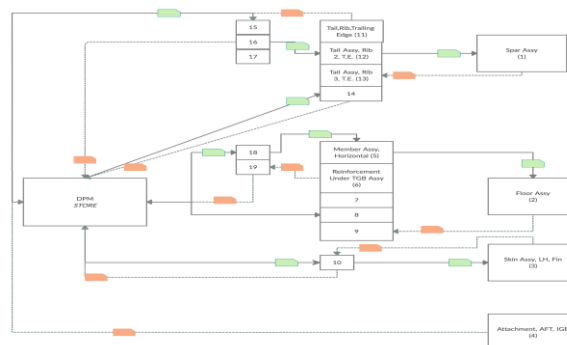 15
16
17
Tail,Rib,Trailing
Edge (11)
Tail Assy, Rib
2, T.E. (12)
Tail Assy, Rib
3, T.E. (13)
14
Spar Assy
(1)
18
19
Member Assy,
Horizontal (5)
Reinforcement
Under TGB Assy
(6)
7
8
9
DPM
STORE
Floor Assy
(2)
10
Skin Assy, LH, Fin
(3)
Attachment, AFT, IGB
(4)